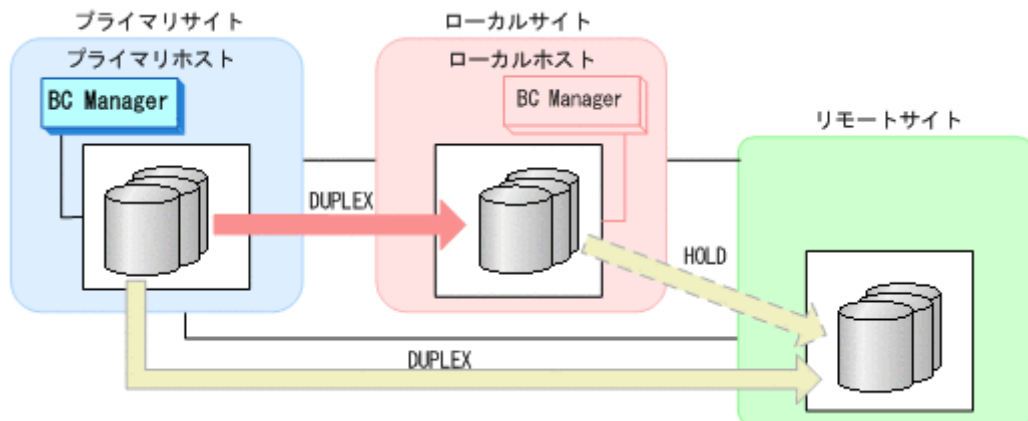 プライマリサイト
ローカルサイト
プライマリホスト
ローカルホスト
BC Manager
BC Manager
リモートサイト
DUPLEX
HOLD
DUPLEX